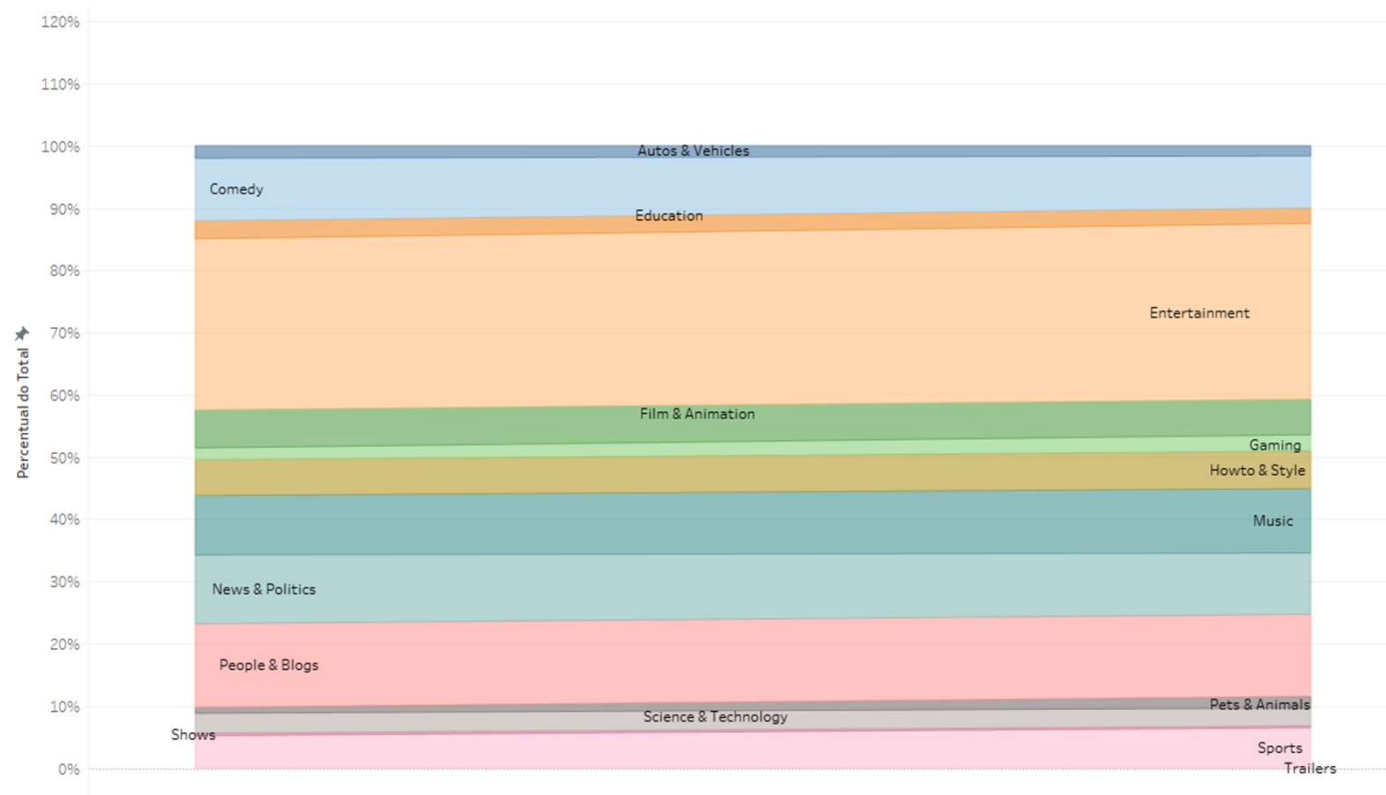 Percentual do Total
120%
110%
100%
90%
80%
70%
60%
50%
40%
30%
20%
10%
0%
Autos & Vehicles
Comedy
Education
Entertainment
Film & Animation
Gaming
Howto & Style
Music
News & Politics
People & Blogs
Pets & Animals
Science & Technology
Shows
Sports
Trailers